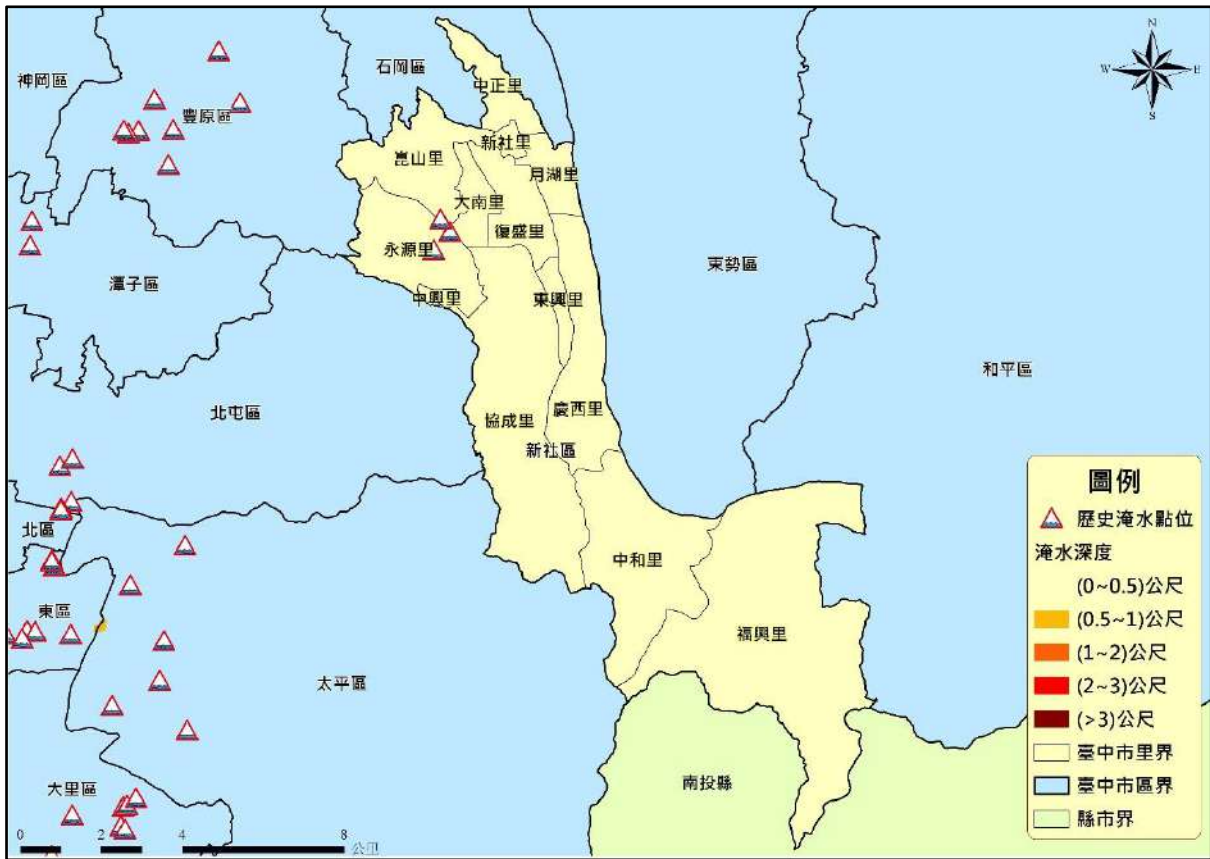 N
W
E
S
神岡區
石岡區
中正里
豐原區
新社里
崑山里
月湖里
大南里
復盛里
永源里
東勢區
潭子區
中興里
東興里
和平區
北屯區
協成里
慶西里
新社區
圖例
歷史淹水點位
淹水深度
(0~0.5)公尺
(0.5~1)公尺
(1~2)公尺
(2~3)公尺
(>3)公尺
臺中市里界
臺中市區界
縣市界
北區
中和里
東區
福興里
太平區
南投縣
大里區
0 2 4 8
公里